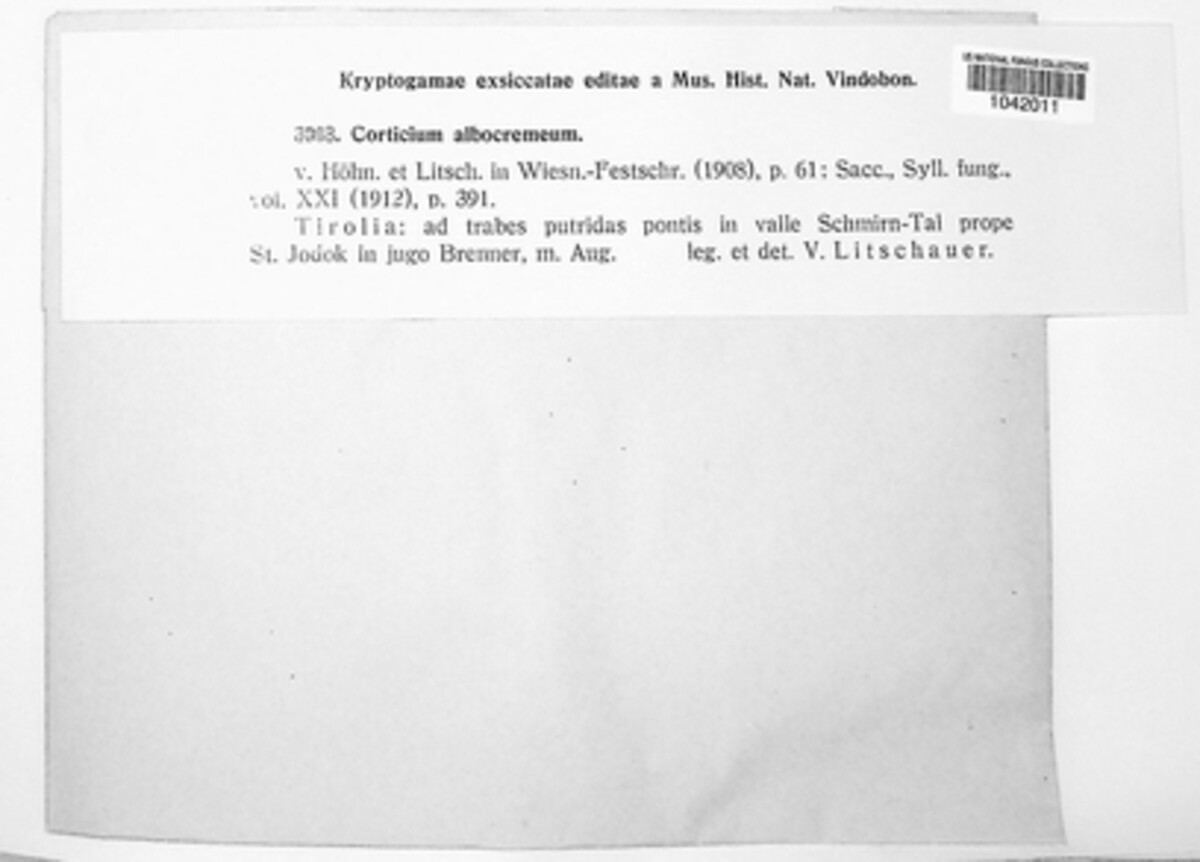 Kryptogamae exsiccatae editae a Mus. Hist. Nat. Vindobon.
US NATIONAL FUNGUS COLLECTIONS
1042011
Corticium albocremeum.
v. Höhn. et Litsch. in Wiesn.-Festschr. (1908), p. 61: Sacc., Syll. fung.,
vol. XXI (1912), p. 391.
Tirolia: ad trabes putridas pontis in valle Schmirn-Tal prope
St. Jodok in jugo Brenner, m. Aug. leg. et det. V. Litschauer.